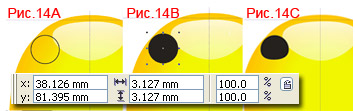 Рис.14A Рис.14B Рис.14C
x: 38.126 mm 3.127 mm 100.0 %
y: 81.395 mm 3.127 mm 100.0 %